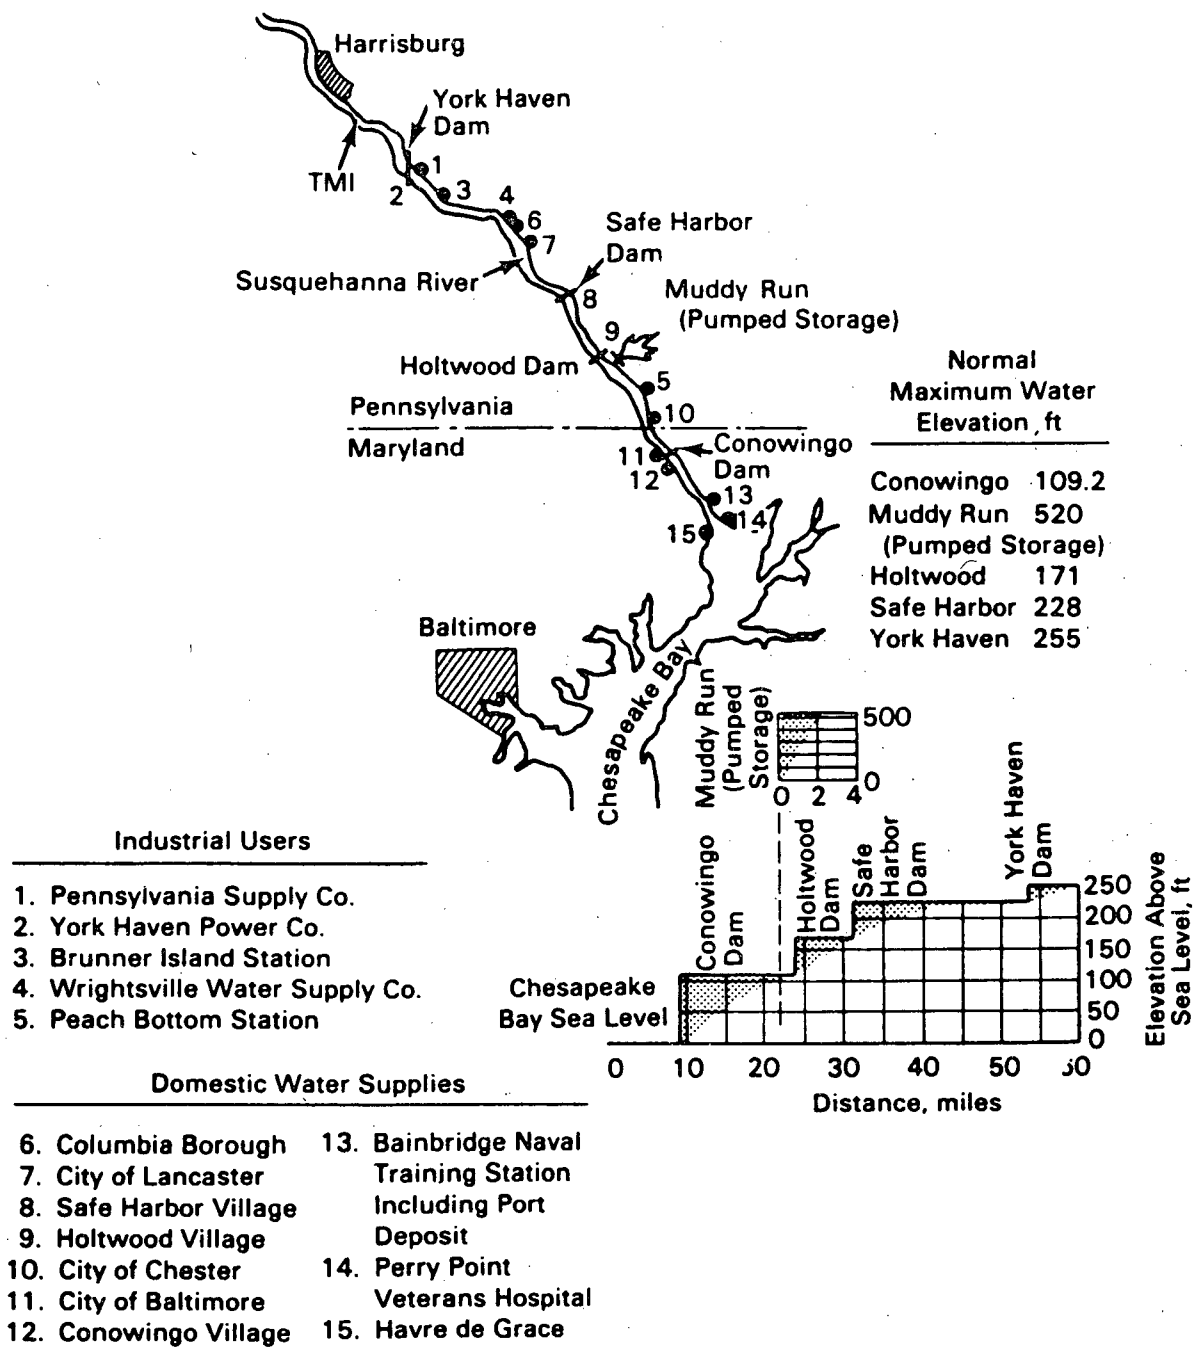 Harrisburg
York Haven
Dam
TMI
1
2
3
4
6
7
Safe Harbor
Dam
Susquehanna River
8
Muddy Run
(Pumped Storage)
9
Holtwood Dam
5
Pennsylvania
10
Maryland
11
Conowingo
Dam
12
13
14
15
Normal
Maximum Water
Elevation, ft
Conowingo 109.2
Muddy Run 520
(Pumped Storage)
Holtwood 171
Safe Harbor 228
York Haven 255
Baltimore
Chesapeake Bay
Muddy Run
(Pumped
Storage)
500
0
0 2 4
Conowingo
Dam
Holtwood
Dam
Safe
Harbor
Dam
York Haven
Dam
250
200
150
100
50
0
Elevation Above
Sea Level, ft
Chesapeake
Bay Sea Level
0 10 20 30 40 50 60
Distance, miles
Industrial Users
1. Pennsylvania Supply Co.
2. York Haven Power Co.
3. Brunner Island Station
4. Wrightsville Water Supply Co.
5. Peach Bottom Station
Domestic Water Supplies
6. Columbia Borough
7. City of Lancaster
8. Safe Harbor Village
9. Holtwood Village
10. City of Chester
11. City of Baltimore
12. Conowingo Village
13. Bainbridge Naval
Training Station
Including Port
Deposit
14. Perry Point
Veterans Hospital
15. Havre de Grace